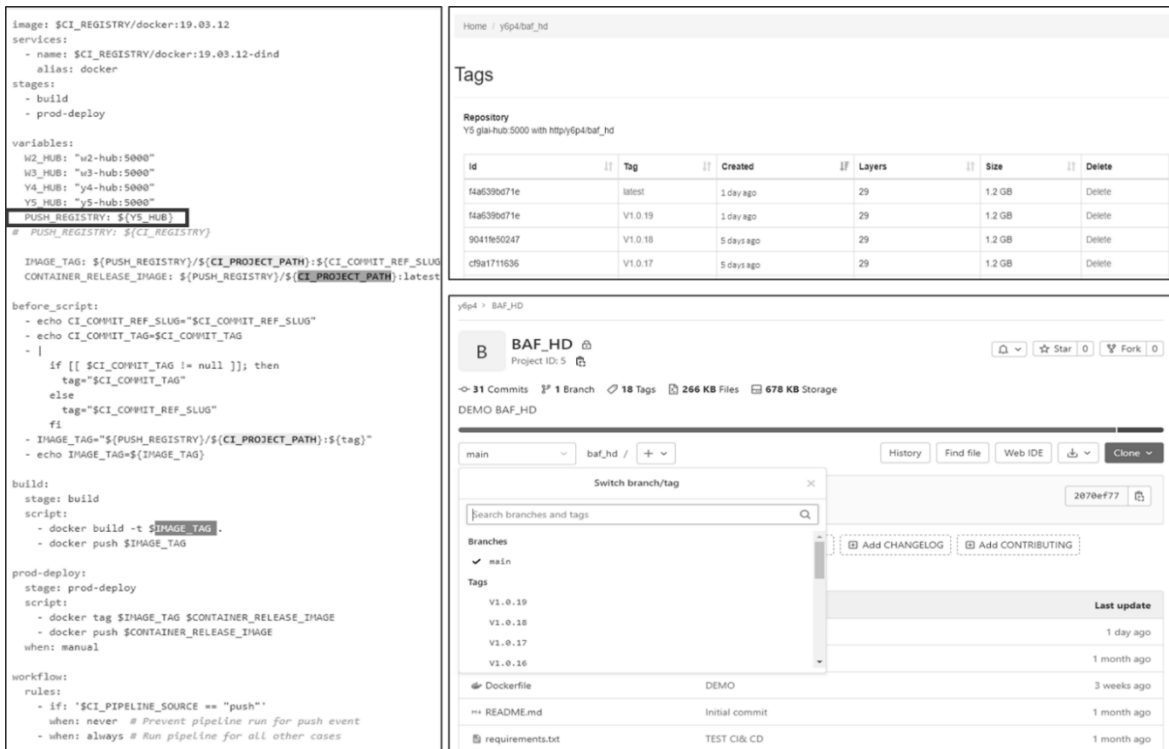 image: $CI_REGISTRY/docker:19.03.12
services:
- name: $CI_REGISTRY/docker:19.03.12-dind
alias: docker
stages:
- build
- prod-deploy
variables:
W2_HUB: "w2-hub:5000"
W3_HUB: "w3-hub:5000"
Y4_HUB: "y4-hub:5000"
Y5_HUB: "y5-hub:5000"
PUSH_REGISTRY: ${Y5_HUB}
# PUSH_REGISTRY: ${CI_REGISTRY}
IMAGE_TAG: ${PUSH_REGISTRY}/${CI_PROJECT_PATH}:${CI_COMMIT_REF_SLUG
CONTAINER_RELEASE_IMAGE: ${PUSH_REGISTRY}/${CI_PROJECT_PATH}:latest
before_script:
- echo CI_COMMIT_REF_SLUG="$CI_COMMIT_REF_SLUG"
- echo CI_COMMIT_TAG=$CI_COMMIT_TAG
- |
if [[ $CI_COMMIT_TAG != null ]]; then
tag="$CI_COMMIT_TAG"
else
tag="$CI_COMMIT_REF_SLUG"
fi
- IMAGE_TAG="${PUSH_REGISTRY}/${CI_PROJECT_PATH}:${tag}"
- echo IMAGE_TAG=${IMAGE_TAG}
build:
stage: build
script:
- docker build -t $IMAGE_TAG .
- docker push $IMAGE_TAG
prod-deploy:
stage: prod-deploy
script:
- docker tag $IMAGE_TAG $CONTAINER_RELEASE_IMAGE
- docker push $CONTAINER_RELEASE_IMAGE
when: manual
workflow:
rules:
- if: '$CI_PIPELINE_SOURCE == "push"'
when: never # Prevent pipeline run for push event
- when: always # Run pipeline for all other cases
Home / y6p4/baf_hd
Tags
Repository
Y5 glai-hub:5000 with http/y6p4/baf_hd
Id Tag Created Layers Size Delete
f4a639bd71e latest 1 day ago 29 1.2 GB Delete
f4a639bd71e V1.0.19 1 day ago 29 1.2 GB Delete
9041fe50247 V1.0.18 5 days ago 29 1.2 GB Delete
cf9a1711636 V1.0.17 5 days ago 29 1.2 GB Delete
y6p4 > BAF_HD
B BAF_HD
Project ID: 5
Star 0 Fork 0
31 Commits 1 Branch 18 Tags 266 KB Files 678 KB Storage
DEMO BAF_HD
main baf_hd / + History Find file Web IDE Clone
Switch branch/tag
2070ef77
Search branches and tags
Branches
main
Add CHANGELOG Add CONTRIBUTING
Tags
V1.0.19
V1.0.18
V1.0.17
V1.0.16
Last update
1 day ago
1 month ago
Dockerfile DEMO 3 weeks ago
README.md Initial commit 1 month ago
requirements.txt TEST CI& CD 1 month ago